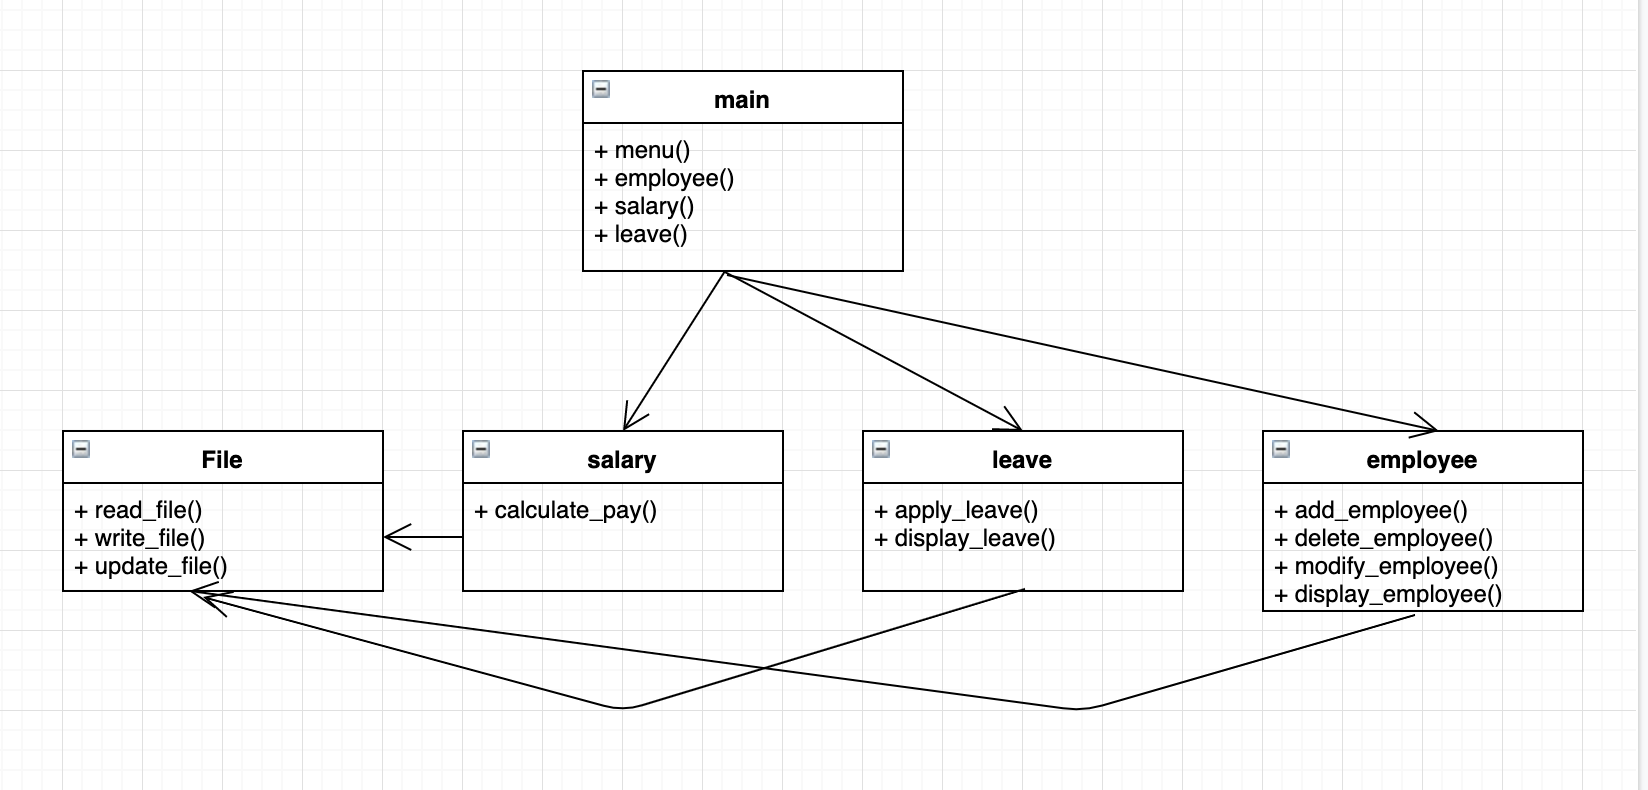 main
+ menu()
+ employee()
+ salary()
+ leave()
File
+ read_file()
+ write_file()
+ update_file()
salary
+ calculate_pay()
leave
+ apply_leave()
+ display_leave()
employee
+ add_employee()
+ delete_employee()
+ modify_employee()
+ display_employee()